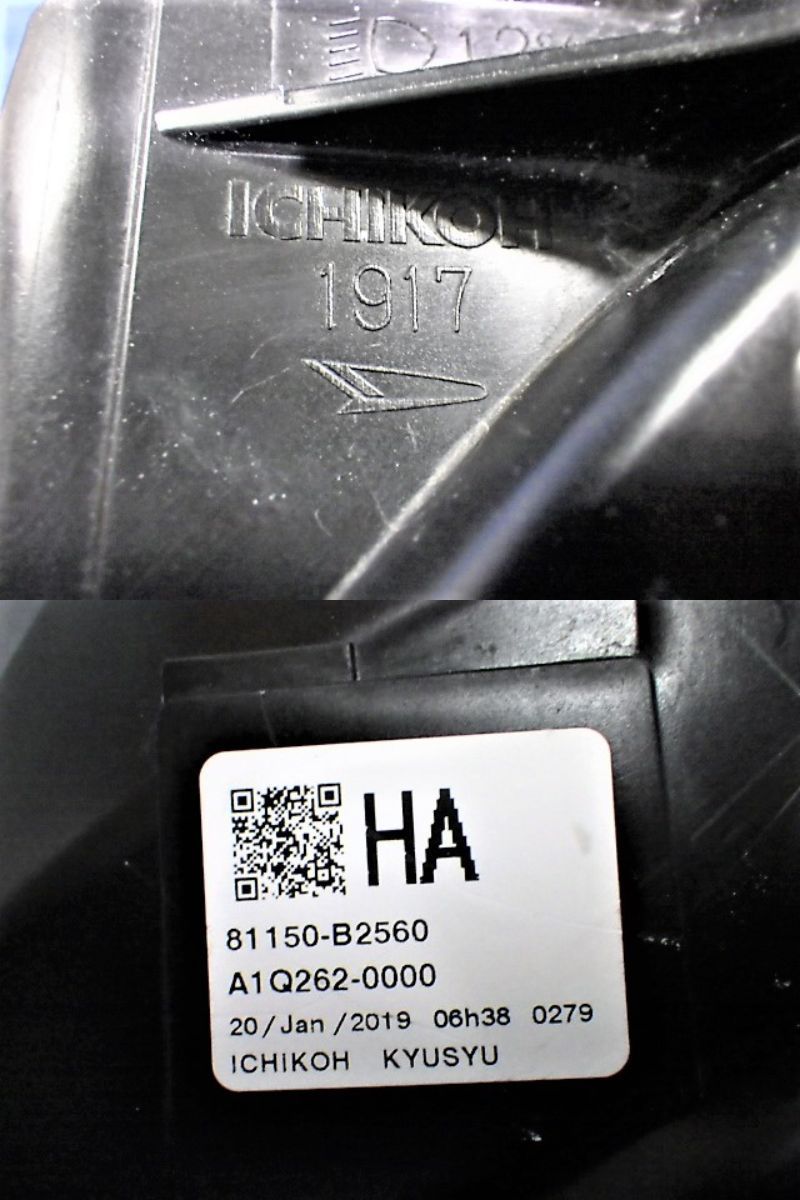 ICHIKOH
1917
HA
81150-B2560
A1Q262-0000
20/Jan/2019 06h38 0279
ICHIKOH KYUSYU